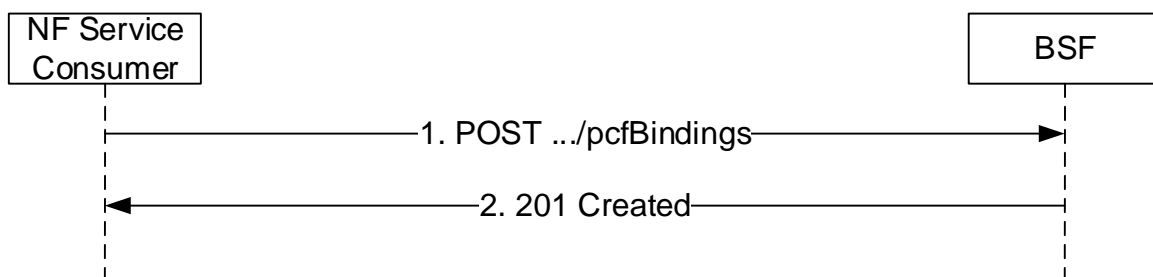 NF Service
Consumer
BSF
1. POST .../pcfBindings
2. 201 Created